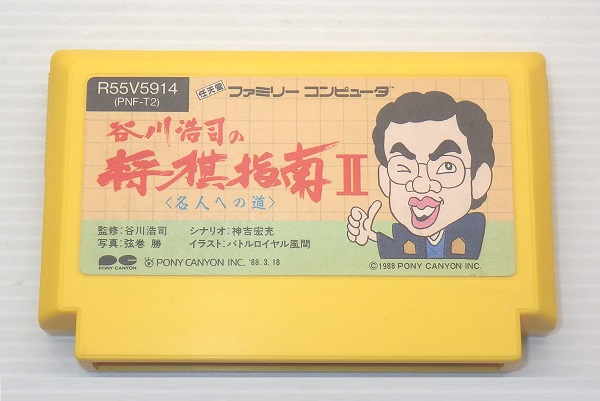 R55V5914
(PNF-T2)
任天堂 ファミリー コンピュータ
谷川浩司の
将棋指南II
〈名人への道〉
監修:谷川浩司 シナリオ:神吉宏充
写真:弦巻 勝 イラスト:バトルロイヤル風間
PONY CANYON PONY CANYON INC. '88.3.18
©1988 PONY CANYON INC.